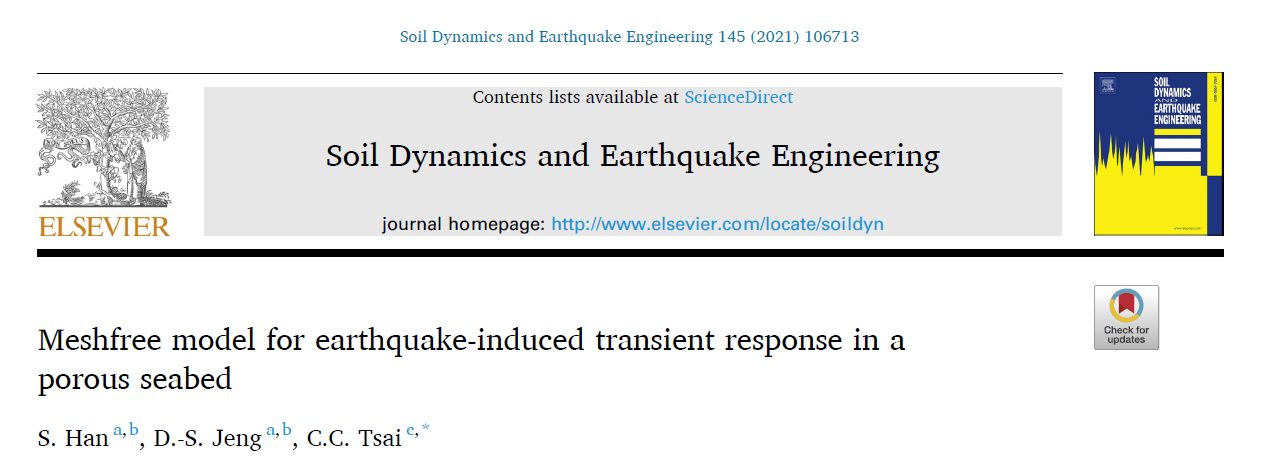 Soil Dynamics and Earthquake Engineering 145 (2021) 106713
Contents lists available at ScienceDirect
Soil Dynamics and Earthquake Engineering
journal homepage: http://www.elsevier.com/locate/soildyn
ELSEVIER
SOIL
DYNAMICS
AND
EARTHQUAKE
ENGINEERING
Check for
updates
Meshfree model for earthquake-induced transient response in a
porous seabed
S. Han a,b, D.-S. Jeng a,b, C.C. Tsai c,*